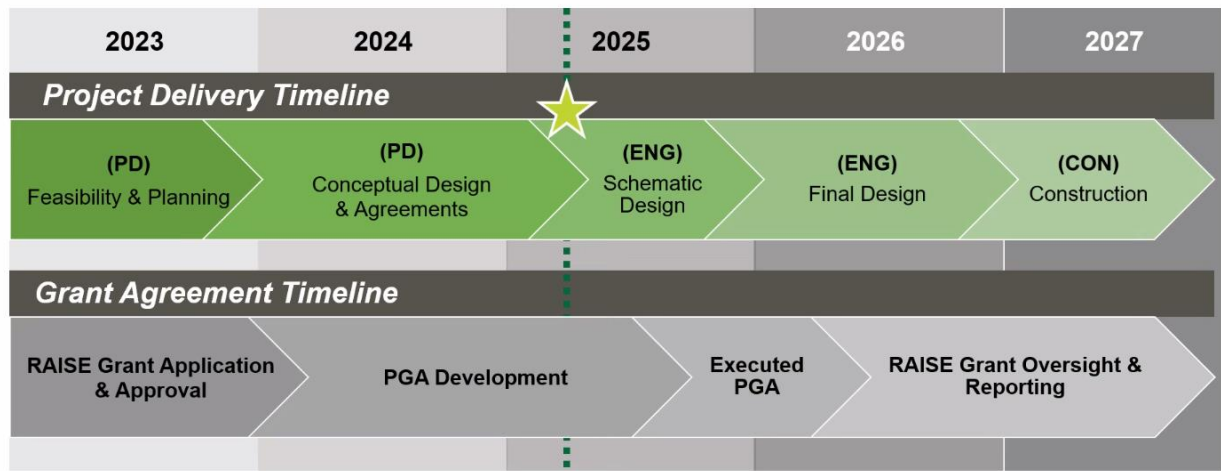 2023 2024 2025 2026 2027
Project Delivery Timeline
(PD)
Feasibility & Planning
(PD)
Conceptual Design
& Agreements
(ENG)
Schematic
Design
(ENG)
Final Design
(CON)
Construction
Grant Agreement Timeline
RAISE Grant Application
& Approval
PGA Development
Executed
PGA
RAISE Grant Oversight &
Reporting